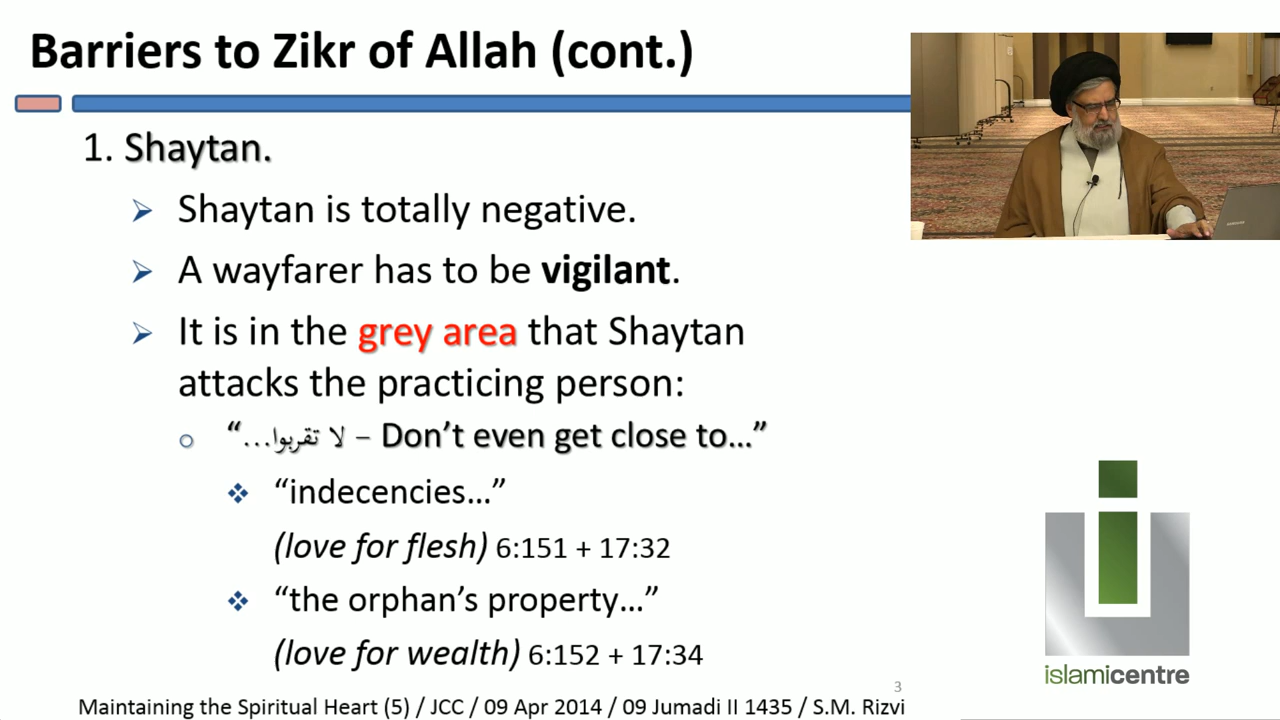 Barriers to Zikr of Allah (cont.)
1. Shaytan.
➢ Shaytan is totally negative.
➢ A wayfarer has to be vigilant.
➢ It is in the grey area that Shaytan
attacks the practicing person:
○ “لا تقربوا... – Don’t even get close to...”
❖ “indecencies...”
(love for flesh) 6:151 + 17:32
❖ “the orphan’s property...”
(love for wealth) 6:152 + 17:34
3
Maintaining the Spiritual Heart (5) / JCC / 09 Apr 2014 / 09 Jumadi II 1435 / S.M. Rizvi
islamicentre